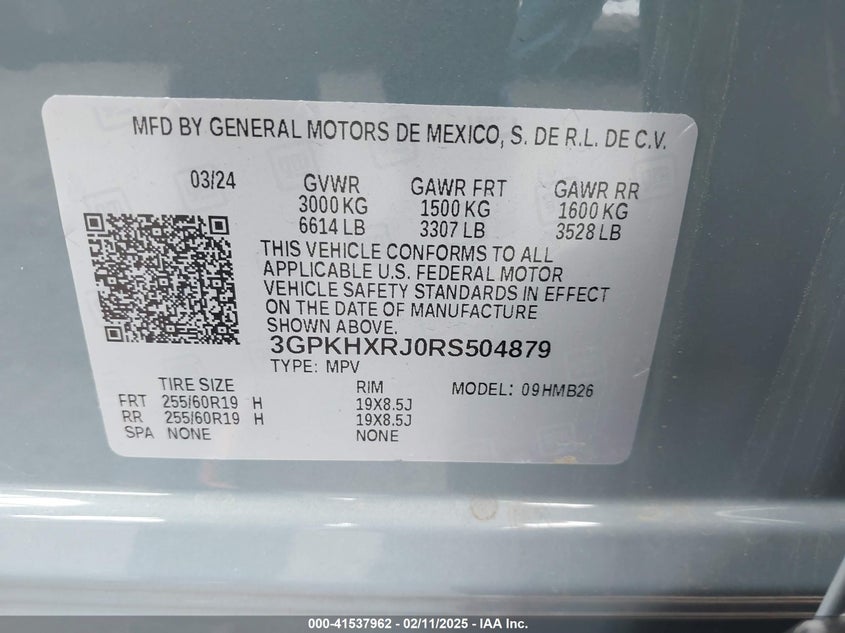 MFD BY GENERAL MOTORS DE MEXICO, S. DE R.L. DE C.V.
03/24 GVWR GAWR FRT GAWR RR
3000 KG 1500 KG 1600 KG
6614 LB 3307 LB 3528 LB
THIS VEHICLE CONFORMS TO ALL
APPLICABLE U.S. FEDERAL MOTOR
VEHICLE SAFETY STANDARDS IN EFFECT
ON THE DATE OF MANUFACTURE
SHOWN ABOVE.
3GPKHXRJ0RS504879
TYPE: MPV
TIRE SIZE RIM MODEL: 09HMB26
FRT 255/60R19 H 19X8.5J
RR 255/60R19 H 19X8.5J
SPA NONE NONE
000-41537962 - 02/11/2025 - IAA Inc.